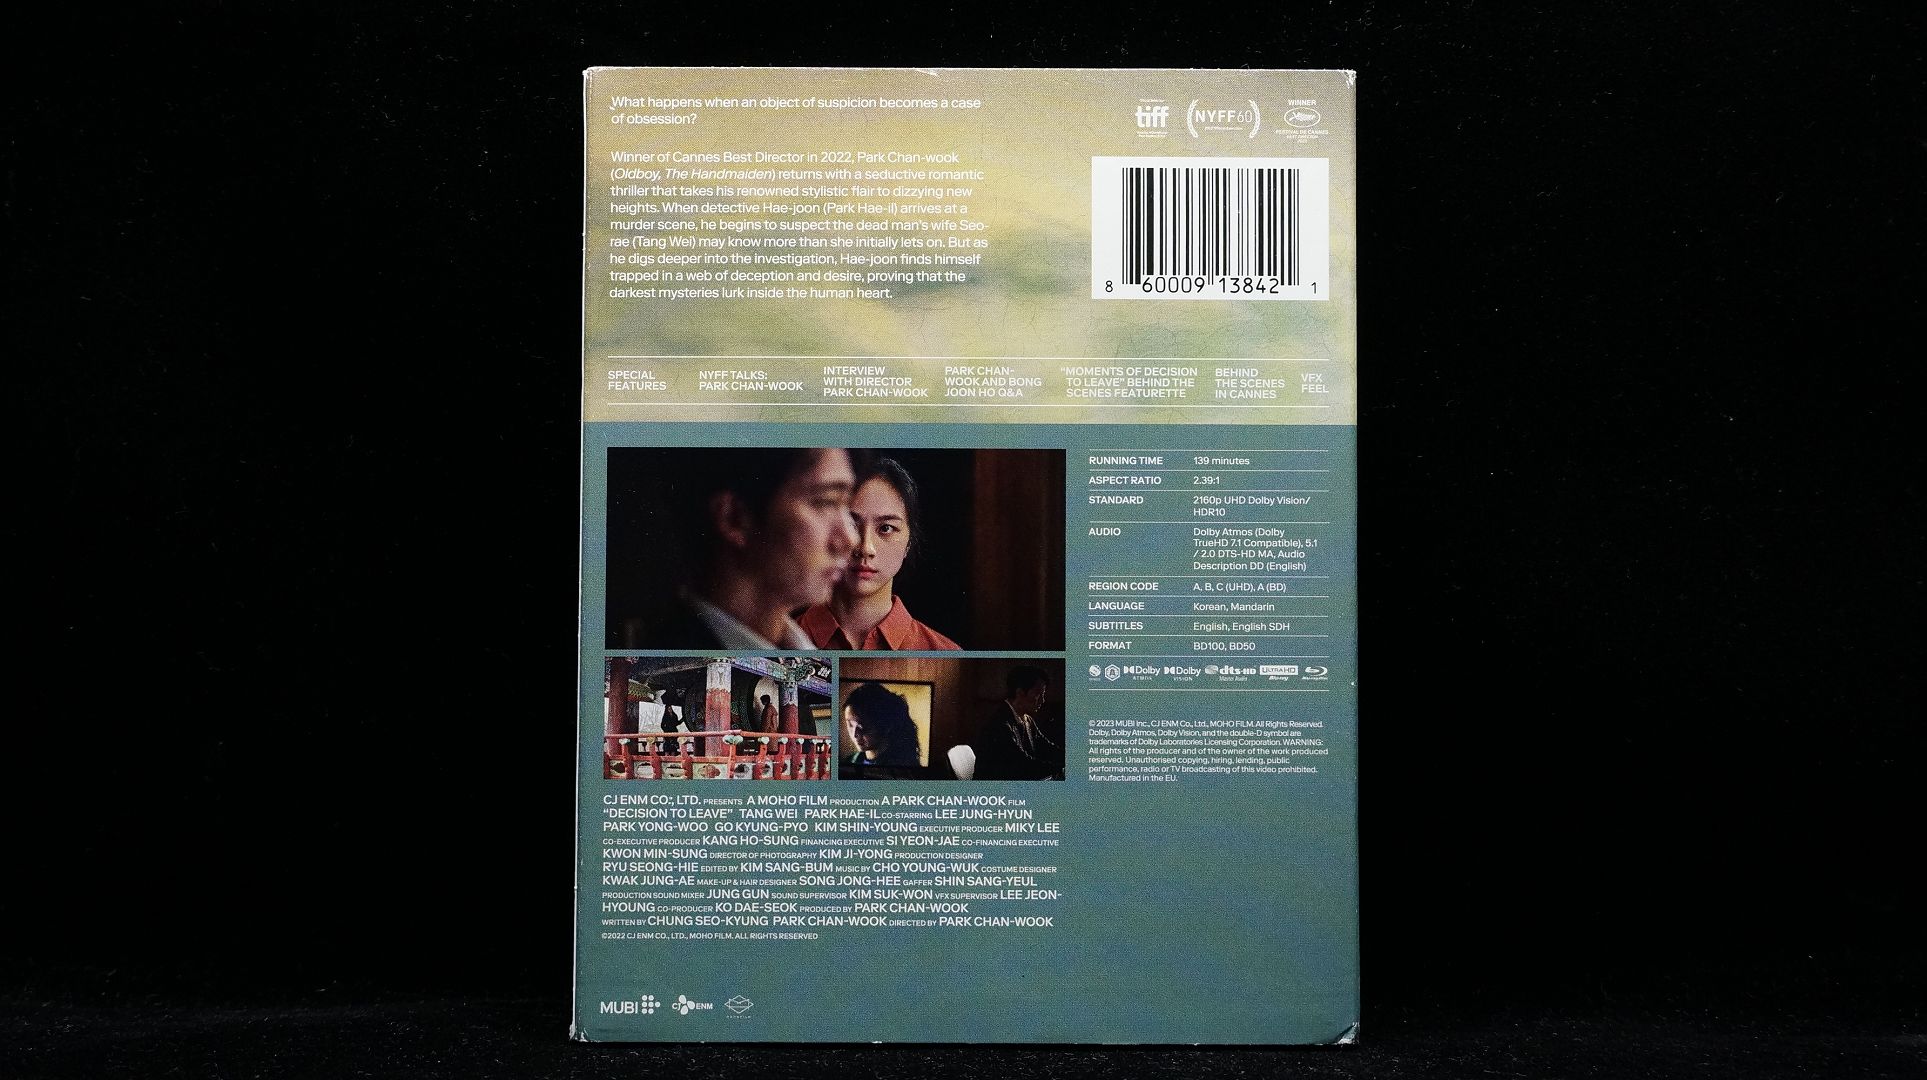 What happens when an object of suspicion becomes a case
of obsession?
Winner of Cannes Best Director in 2022, Park Chan-wook
(Oldboy, The Handmaiden) returns with a seductive romantic
thriller that takes his renowned stylistic flair to dizzying new
heights. When detective Hae-joon (Park Hae-il) arrives at a
murder scene, he begins to suspect the dead man's wife Seo-
rae (Tang Wei) may know more than she initially lets on. But as
he digs deeper into the investigation, Hae-joon finds himself
trapped in a web of deception and desire, proving that the
darkest mysteries lurk inside the human heart.
tiff
NYFF60
WINNER
FESTIVAL DE CANNES
8 60009 13842 1
SPECIAL
FEATURES
NYFF TALKS:
PARK CHAN-WOOK
INTERVIEW
WITH DIRECTOR
PARK CHAN-WOOK
PARK CHAN-
WOOK AND BONG
JOON HO Q&A
"MOMENTS OF DECISION
TO LEAVE" BEHIND THE
SCENES FEATURETTE
BEHIND
THE SCENES
IN CANNES
VFX
FEEL
RUNNING TIME 139 minutes
ASPECT RATIO 2.39:1
STANDARD 2160p UHD Dolby Vision/
HDR10
AUDIO Dolby Atmos (Dolby
TrueHD 7.1 Compatible), 5.1
/ 2.0 DTS-HD MA, Audio
Description DD (English)
REGION CODE A, B, C (UHD), A (BD)
LANGUAGE Korean, Mandarin
SUBTITLES English, English SDH
FORMAT BD100, BD50
Dolby ATMOS Dolby VISION dts-HD Master Audio ULTRA HD Blu-ray
© 2023 MUBI Inc., CJ ENM Co., Ltd., MOHO FILM. All Rights Reserved.
Dolby, Dolby Atmos, Dolby Vision, and the double-D symbol are
trademarks of Dolby Laboratories Licensing Corporation. WARNING:
All rights of the producer and of the owner of the work produced
reserved. Unauthorised copying, hiring, lending, public
performance, radio or TV broadcasting of this video prohibited.
Manufactured in the EU.
CJ ENM CO., LTD. PRESENTS A MOHO FILM PRODUCTION A PARK CHAN-WOOK FILM
"DECISION TO LEAVE" TANG WEI PARK HAE-IL CO-STARRING LEE JUNG-HYUN
PARK YONG-WOO GO KYUNG-PYO KIM SHIN-YOUNG EXECUTIVE PRODUCER MIKY LEE
CO-EXECUTIVE PRODUCER KANG HO-SUNG FINANCING EXECUTIVE SI YEON-JAE CO-FINANCING EXECUTIVE
KWON MIN-SUNG DIRECTOR OF PHOTOGRAPHY KIM JI-YONG PRODUCTION DESIGNER
RYU SEONG-HIE EDITED BY KIM SANG-BUM MUSIC BY CHO YOUNG-WUK COSTUME DESIGNER
KWAK JUNG-AE MAKE-UP & HAIR DESIGNER SONG JONG-HEE GAFFER SHIN SANG-YEUL
PRODUCTION SOUND MIXER JUNG GUN SOUND SUPERVISOR KIM SUK-WON VFX SUPERVISOR LEE JEON-
HYOUNG CO-PRODUCER KO DAE-SEOK PRODUCED BY PARK CHAN-WOOK
WRITTEN BY CHUNG SEO-KYUNG PARK CHAN-WOOK DIRECTED BY PARK CHAN-WOOK
©2022 CJ ENM CO., LTD., MOHO FILM. ALL RIGHTS RESERVED
MUBI
CJ ENM